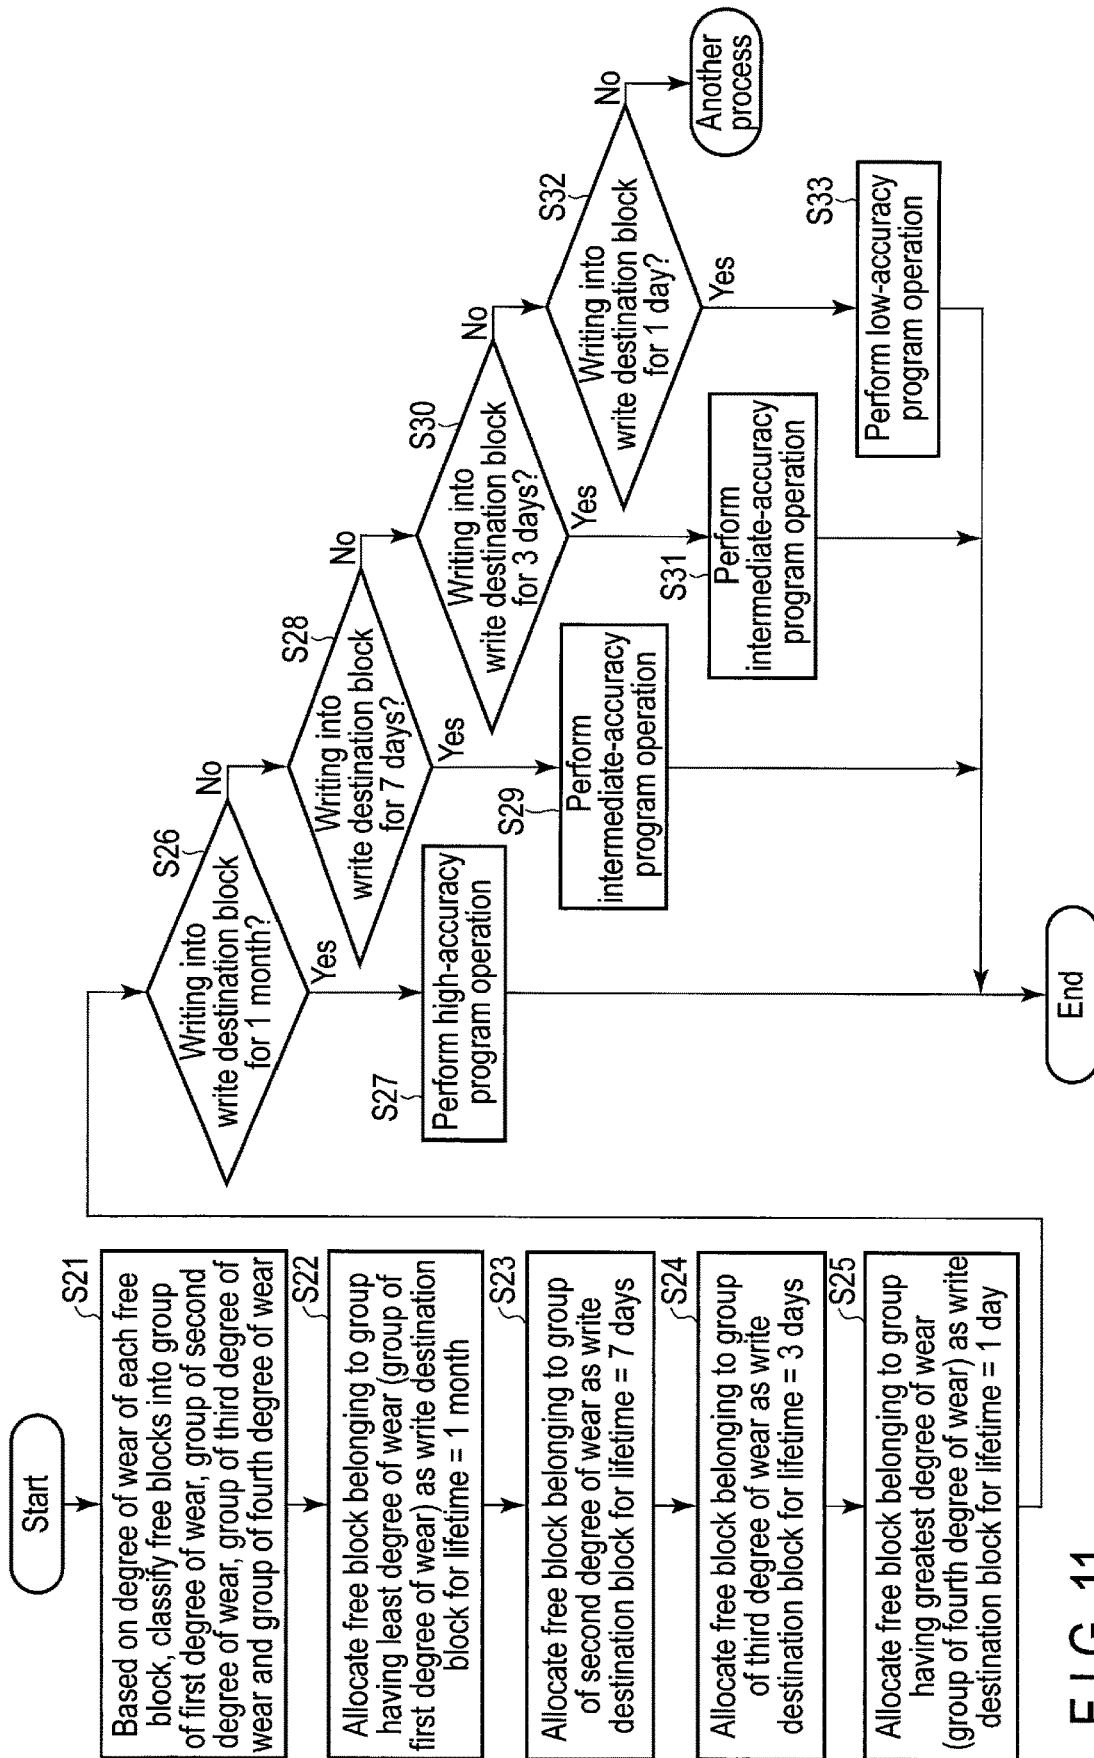 Start
S21
Based on degree of wear of each free
block, classify free blocks into group
of first degree of wear, group of second
degree of wear, group of third degree of
wear and group of fourth degree of wear
S22
Allocate free block belonging to group
having least degree of wear (group of
first degree of wear) as write destination
block for lifetime = 1 month
S23
Allocate free block belonging to group
of second degree of wear as write
destination block for lifetime = 7 days
S24
Allocate free block belonging to group
of third degree of wear as write
destination block for lifetime = 3 days
S25
Allocate free block belonging to group
having greatest degree of wear
(group of fourth degree of wear) as write
destination block for lifetime = 1 day
S26
Writing into
write destination block
for 1 month?
No
Yes
S27
Perform high-accuracy
program operation
S28
Writing into
write destination block
for 7 days?
No
Yes
S29
Perform
intermediate-accuracy
program operation
S30
Writing into
write destination block
for 3 days?
No
Yes
S31
Perform
intermediate-accuracy
program operation
S32
Writing into
write destination block
for 1 day?
No
Yes
S33
Perform low-accuracy
program operation
Another
process
End
FIG. 11